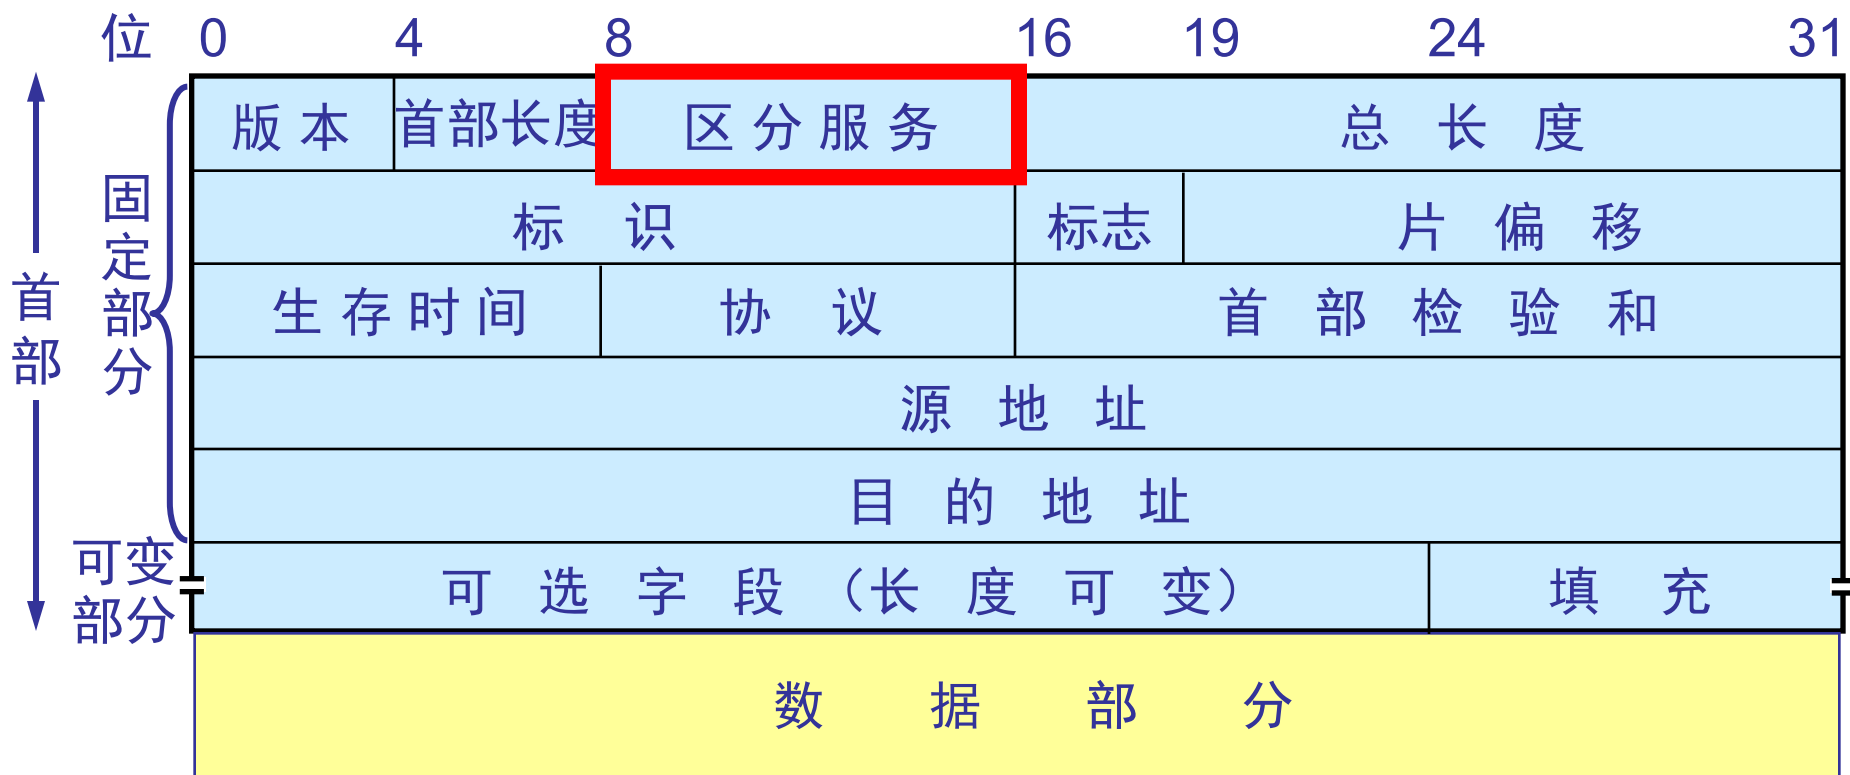 位 0 4 8 16 19 24 31
版本 首部长度 区分服务 总长度
标识 标志 片偏移
生存时间 协议 首部检验和
源地址
目的地址
可选字段（长度可变） 填充
数据部分
首部
固定部分
可变
部分